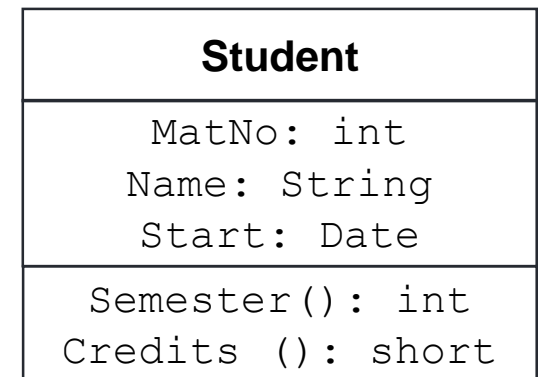 Student
MatNo: int
Name: String
Start: Date
Semester(): int
Credits (): short